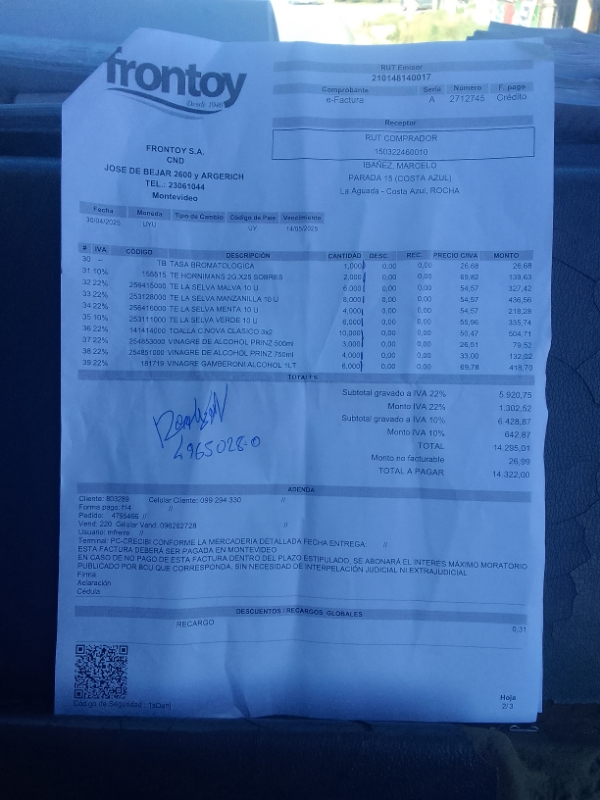 frontoy
Desde 1940
FRONTOY S.A.
CND
JOSE DE BEJAR 2600 y ARGERICH
TEL.: 23061044
Montevideo
RUT Emisor
210148140017
Comprobante Serie Número F. pago
e-Factura A 2712745 Crédito
Receptor
RUT COMPRADOR
150322460010
IBAÑEZ, MARCELO
PARADA 15 (COSTA AZUL)
La Aguada - Costa Azul, ROCHA
Fecha Moneda Tipo de Cambio Código de País Vencimiento
30/04/2025 UYU UY 14/05/2025
# IVA CÓDIGO DESCRIPCIÓN CANTIDAD DESC. REC. PRECIO C/IVA MONTO
30 -- TB TASA BROMATOLOGICA 1,000 0,00 0,00 26,68 26,68
31 10% 156515 TE HORNIMANS 2G X25 SOBRES 2,000 0,00 0,00 69,82 139,63
32 22% 256415000 TE LA SELVA MALVA 10 U 6,000 0,00 0,00 54,57 327,42
33 22% 253128000 TE LA SELVA MANZANILLA 10 U 8,000 0,00 0,00 54,57 436,56
34 22% 256416000 TE LA SELVA MENTA 10 U 4,000 0,00 0,00 54,57 218,28
35 10% 253111000 TE LA SELVA VERDE 10 U 6,000 0,00 0,00 55,96 335,74
36 22% 141414000 TOALLA C/NOVA CLASICO 3x2 10,000 0,00 0,00 50,47 504,71
37 22% 254853000 VINAGRE DE ALCOHOL PRINZ 500ml 3,000 0,00 0,00 26,51 79,52
38 22% 254851000 VINAGRE DE ALCOHOL PRINZ 750ml 4,000 0,00 0,00 33,00 132,02
39 22% 181719 VINAGRE GAMBERONI ALCOHOL 1LT 6,000 0,00 0,00 69,78 418,70
TOTALES
Subtotal gravado a IVA 22% 5.920,75
Monto IVA 22% 1.302,52
Subtotal gravado a IVA 10% 6.428,87
Monto IVA 10% 642,87
TOTAL 14.295,01
Monto no facturable 26,99
TOTAL A PAGAR 14.322,00
4965028-0
ADENDA
Cliente: 803289 Celular Cliente: 099 294 330 //
Forma pago:f14 //
Pedido: 4795466 //
Vend: 220 Celular Vend: 096262728 //
Usuario: mfreire //
Terminal: PC-CRECIBI CONFORME LA MERCADERIA DETALLADA FECHA ENTREGA: //
ESTA FACTURA DEBERÁ SER PAGADA EN MONTEVIDEO
EN CASO DE NO PAGO DE ESTA FACTURA DENTRO DEL PLAZO ESTIPULADO, SE ABONARÁ EL INTERES MÁXIMO MORATORIO
PUBLICADO POR BCU QUE CORRESPONDA, SIN NECESIDAD DE INTERPELACIÓN JUDICIAL NI EXTRAJUDICIAL
Firma
Aclaración
Cédula
DESCUENTOS / RECARGOS GLOBALES
RECARGO 0,31
Código de Seguridad :
Hoja
2/3